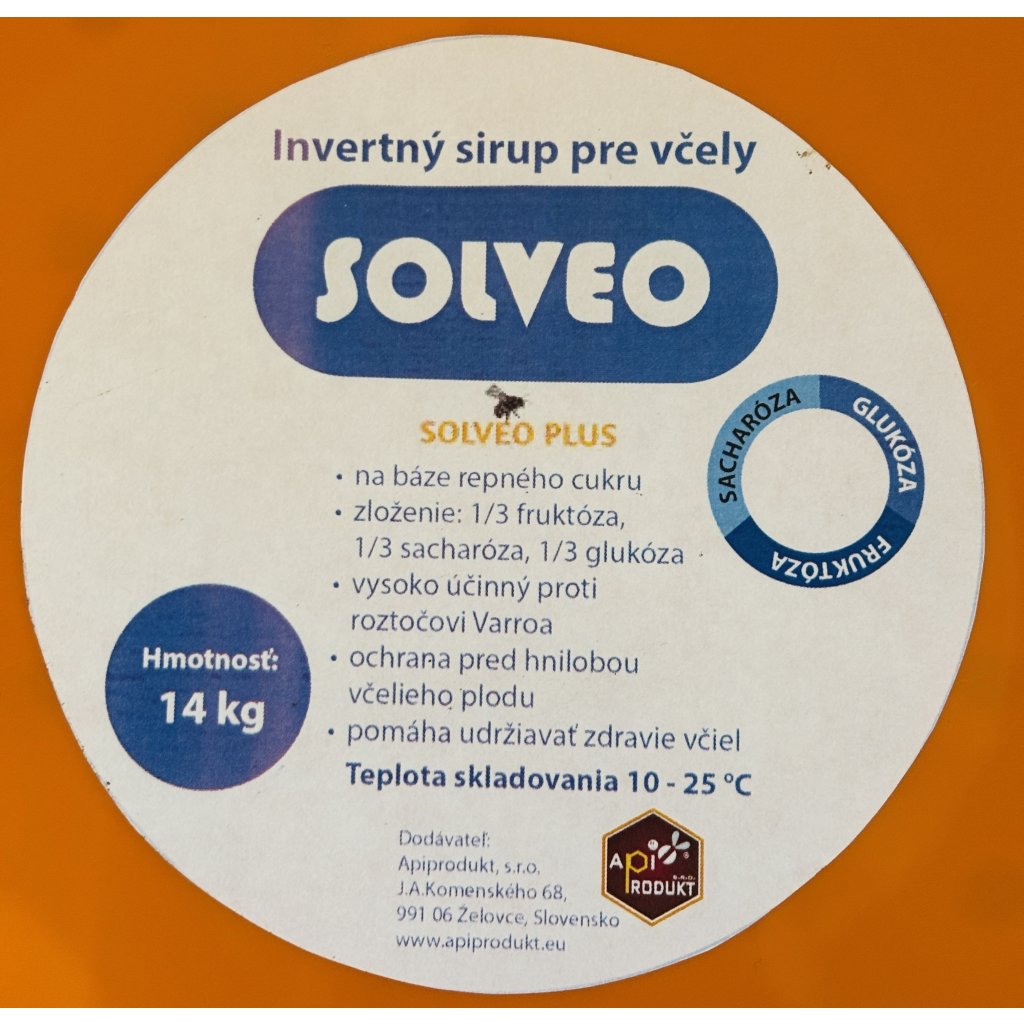 Invertný sirup pre včely
SOLVEO
SOLVEO PLUS
• na báze repného cukru
• zloženie: 1/3 fruktóza,
1/3 sacharóza, 1/3 glukóza
• vysoko účinný proti
roztočovi Varroa
• ochrana pred hnilobou
včelieho plodu
• pomáha udržiavať zdravie včiel
Teplota skladovania 10 - 25 °C
SACHARÓZA
GLUKÓZA
FRUKTÓZA
Hmotnosť:
14 kg
Dodávateľ:
Apiprodukt, s.r.o.
J.A.Komenského 68,
991 06 Želovce, Slovensko
www.apiprodukt.eu
Api
S.R.O.
PRODUKT